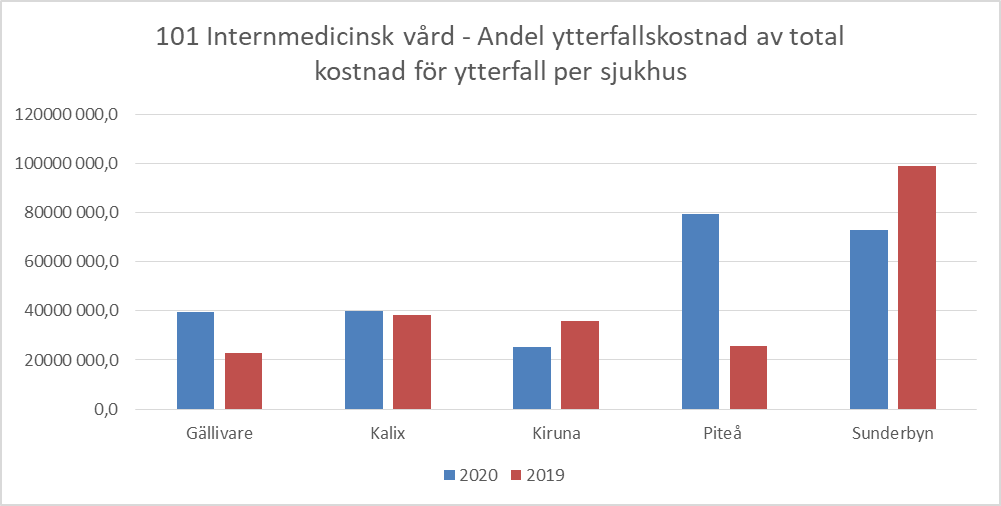 101 Internmedicinsk vård - Andel ytterfallskostnad av total
kostnad för ytterfall per sjukhus
120000 000,0
100000 000,0
80000 000,0
60000 000,0
40000 000,0
20000 000,0
0,0
Gällivare Kalix Kiruna Piteå Sunderbyn
2020 2019